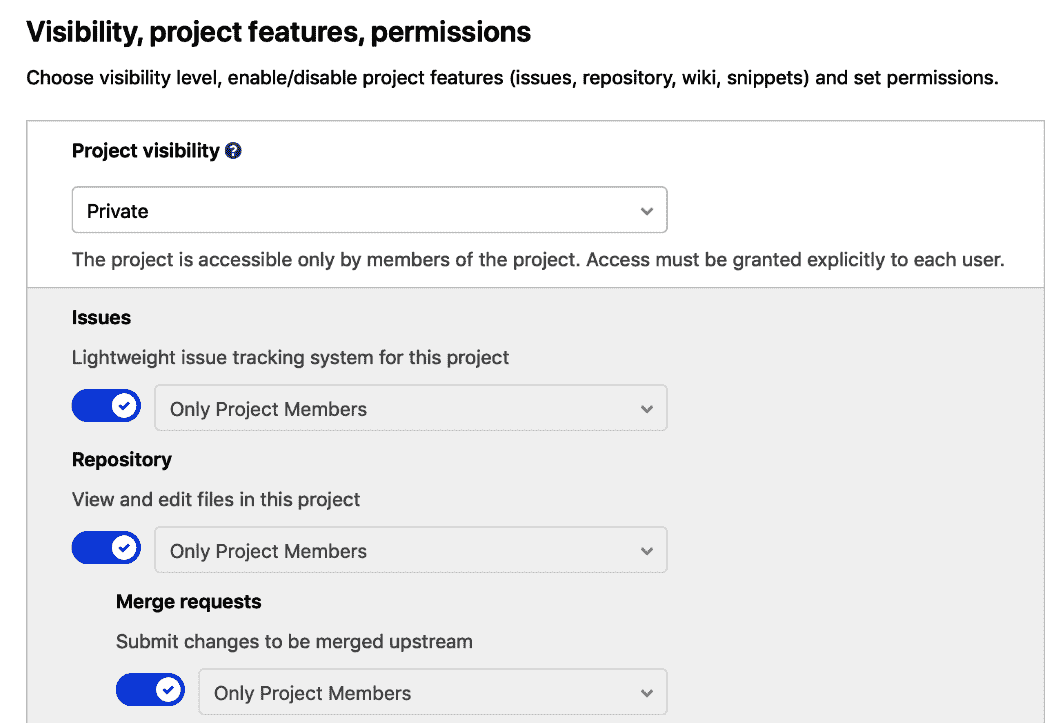 Visibility, project features, permissions
Choose visibility level, enable/disable project features (issues, repository, wiki, snippets) and set permissions.
Project visibility ?
Private
The project is accessible only by members of the project. Access must be granted explicitly to each user.
Issues
Lightweight issue tracking system for this project
Only Project Members
Repository
View and edit files in this project
Only Project Members
Merge requests
Submit changes to be merged upstream
Only Project Members